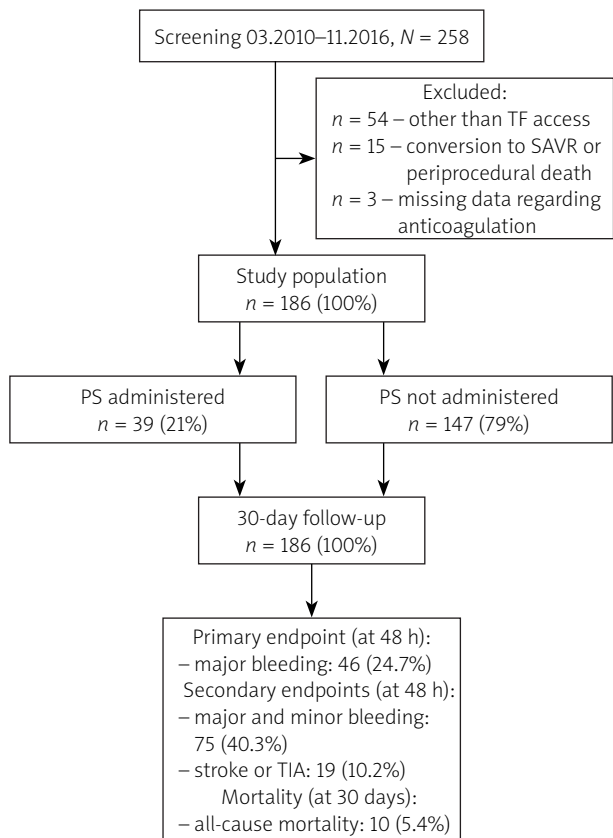 Screening 03.2010–11.2016, N = 258
Excluded:
n = 54 – other than TF access
n = 15 – conversion to SAVR or
periprocedural death
n = 3 – missing data regarding
anticoagulation
Study population
n = 186 (100%)
PS administered
n = 39 (21%)
PS not administered
n = 147 (79%)
30-day follow-up
n = 186 (100%)
Primary endpoint (at 48 h):
– major bleeding: 46 (24.7%)
Secondary endpoints (at 48 h):
– major and minor bleeding:
75 (40.3%)
– stroke or TIA: 19 (10.2%)
Mortality (at 30 days):
– all-cause mortality: 10 (5.4%)